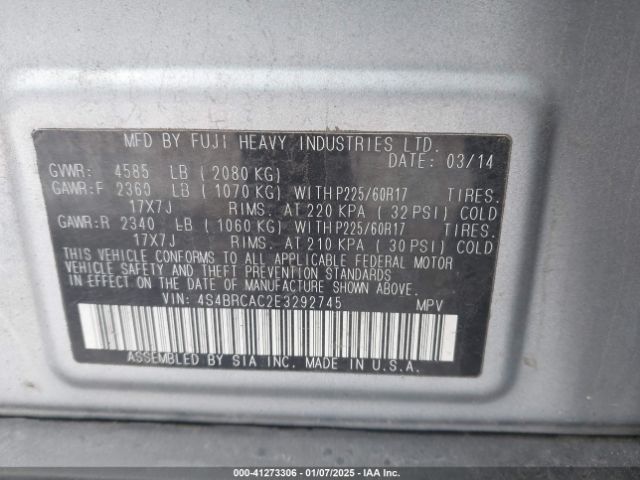 MFD BY FUJI HEAVY INDUSTRIES LTD.
DATE: 03/14
GVWR: 4585 LB (2080 KG)
GAWR:F 2360 LB (1070 KG) WITH P225/60R17 TIRES.
17X7J RIMS. AT 220 KPA (32 PSI) COLD
GAWR:R 2340 LB (1060 KG) WITH P225/60R17 TIRES.
17X7J RIMS. AT 210 KPA (30 PSI) COLD
THIS VEHICLE CONFORMS TO ALL APPLICABLE FEDERAL MOTOR
VEHICLE SAFETY AND THEFT PREVENTION STANDARDS
IN EFFECT ON THE DATE OF MANUFACTURE SHOWN ABOVE.
VIN: 4S4BRCAC2E3292745 MPV
ASSEMBLED BY SIA INC. MADE IN U.S.A.
000-41273306 - 01/07/2025 - IAA Inc.